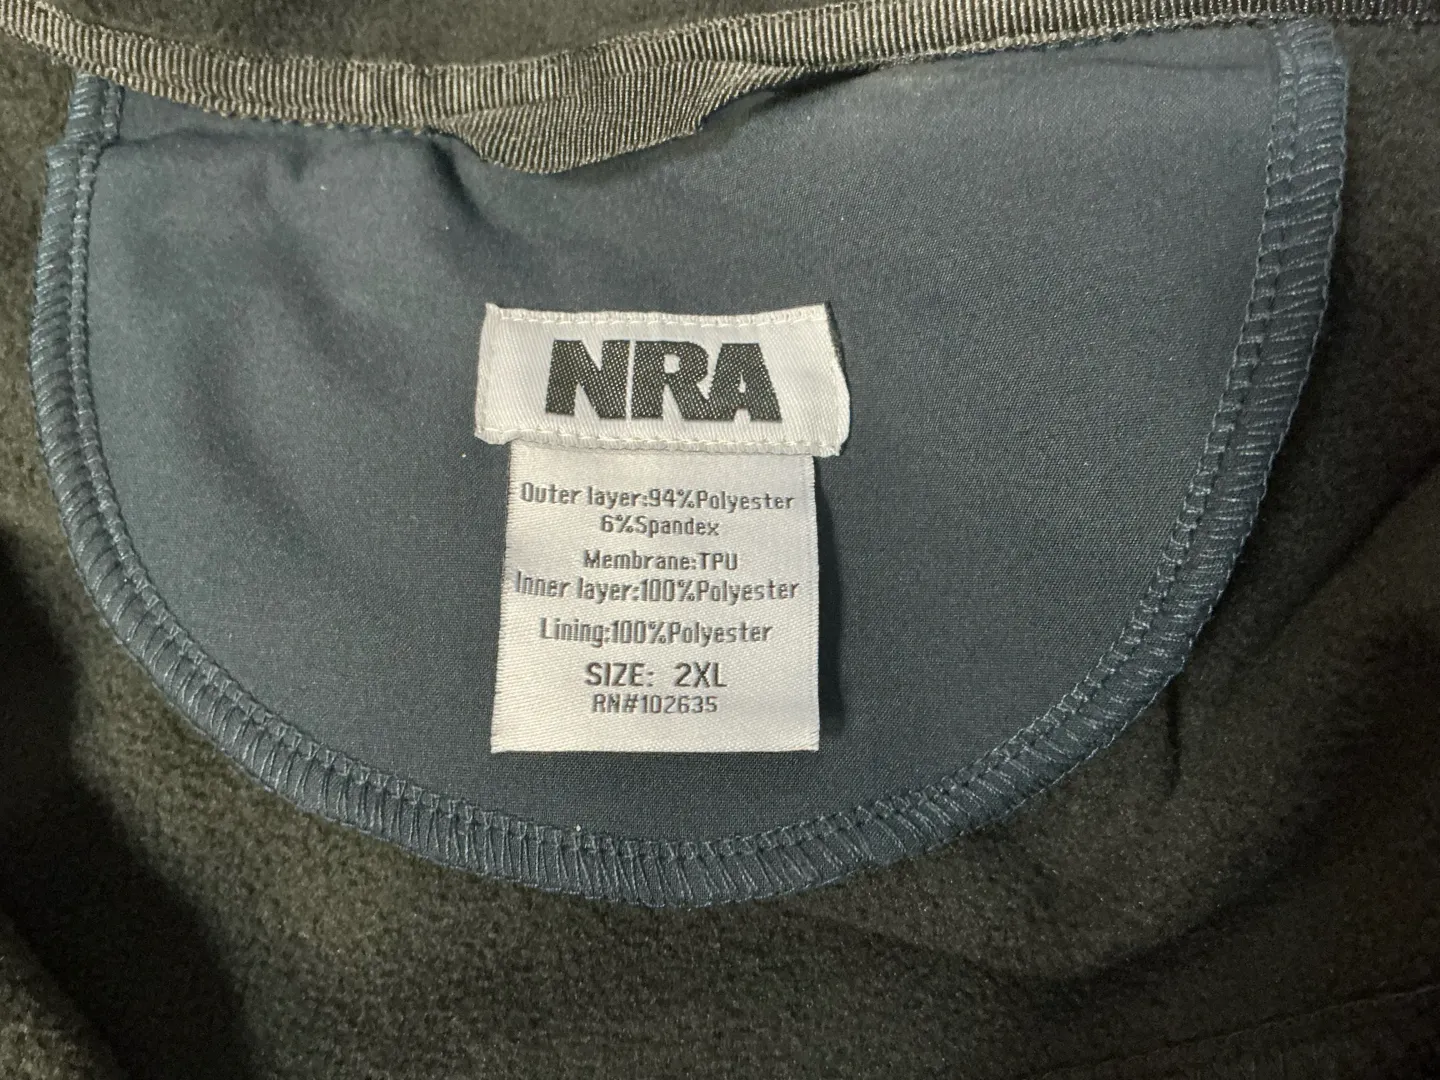 NRA
Outer layer:94%Polyester
6%Spandex
Membrane:TPU
Inner layer:100%Polyester
Lining:100%Polyester
SIZE: 2XL
RN#102635